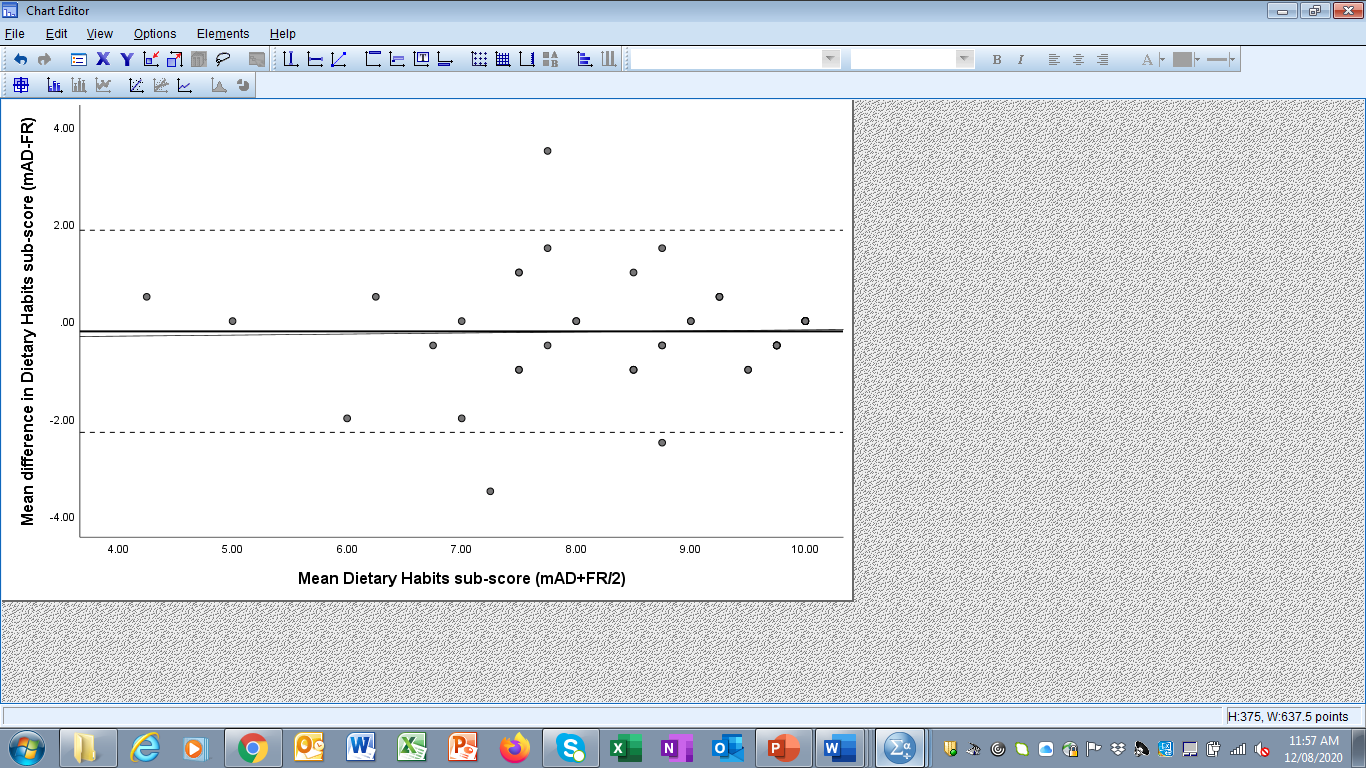 Chart Editor
File Edit View Options Elements Help
X Y
B I A
Mean difference in Dietary Habits sub-score (mAD-FR)
4.00
2.00
.00
-2.00
-4.00
4.00 5.00 6.00 7.00 8.00 9.00 10.00
Mean Dietary Habits sub-score (mAD+FR/2)
H:375, W:637.5 points
11:57 AM
12/08/2020